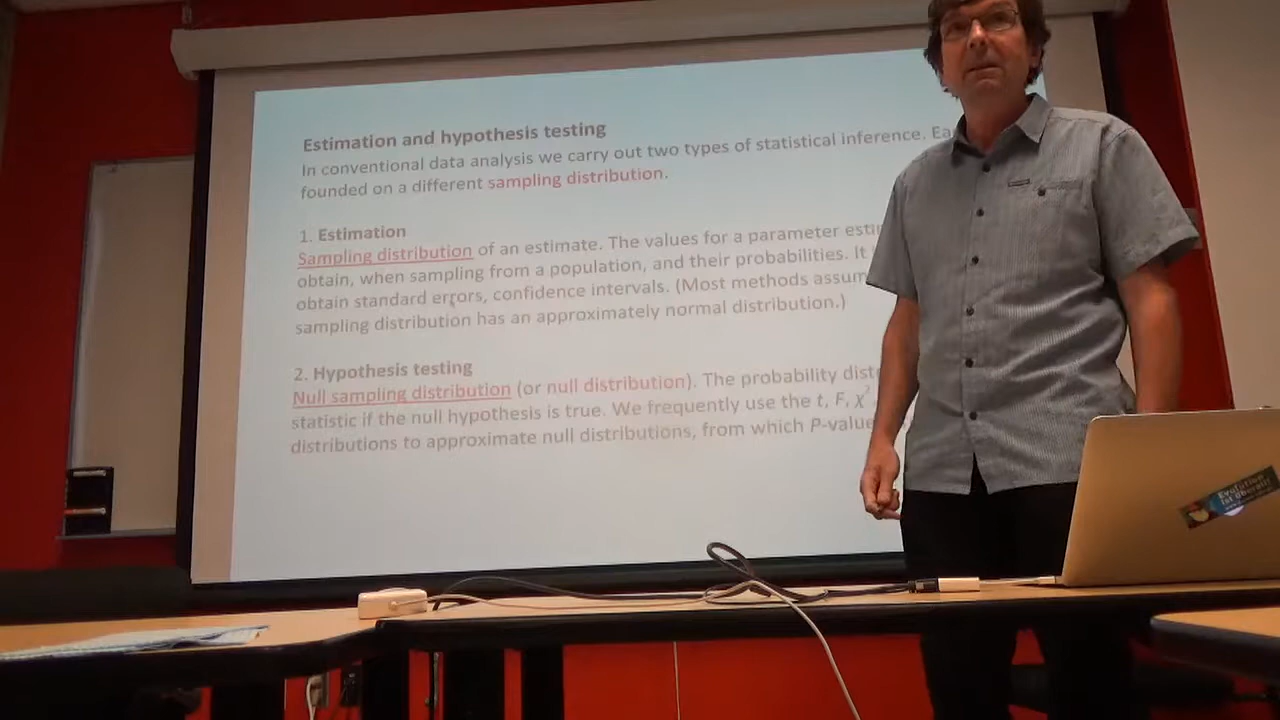 Estimation and hypothesis testing
In conventional data analysis we carry out two types of statistical inference.
founded on a different sampling distribution.
1. Estimation
Sampling distribution of an estimate. The values for a parameter
obtain, when sampling from a population, and their probabilities. It
obtain standard errors, confidence intervals. (Most methods
sampling distribution has an approximately normal distribution.)
2. Hypothesis testing
Null sampling distribution (or null distribution). The probability
statistic if the null hypothesis is true. We frequently use the t, F, χ²
distributions to approximate null distributions, from which P-value
Evolution
ist überall!